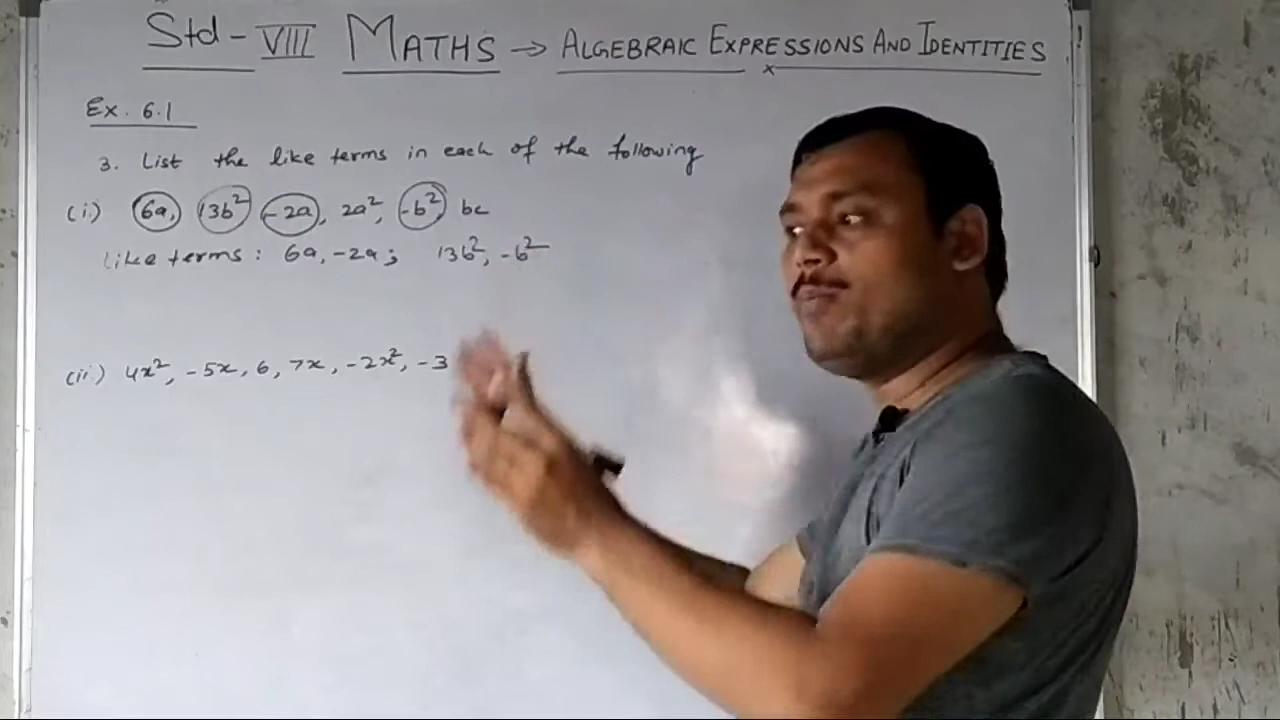 Std - VIII MATHS → ALGEBRAIC EXPRESSIONS AND IDENTITIES
Ex. 6.1
3. List the like terms in each of the following
(i) 6a, 13b², -2a, 2a², -b², bc
like terms : 6a, -2a; 13b², -b²
(ii) 4x², -5x, 6, 7x, -2x², -3